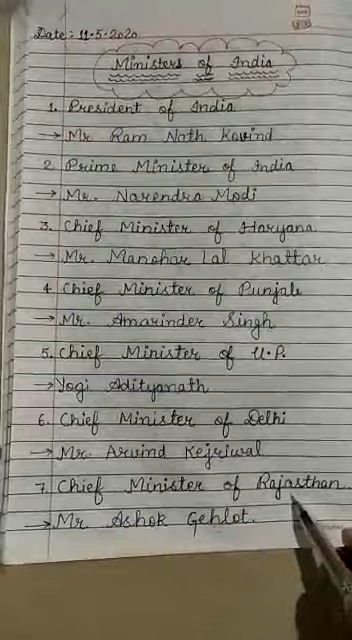 Date: 11.5.2020
Ministers of India
1. President of India
→ Mr Ram Nath Kovind
2 Prime Minister of India
→ Mr. Narendra Modi
3. Chief Minister of Haryana
→ Mr. Manohar Lal Khattar
4 Chief Minister of Punjab
→ Mr. Amarinder Singh
5. Chief Minister of U.P.
→ Yogi Adityanath
6. Chief Minister of Delhi
→ Mr. Arvind Kejriwal
7. Chief Minister of Rajasthan
→ Mr Ashok Gehlot.